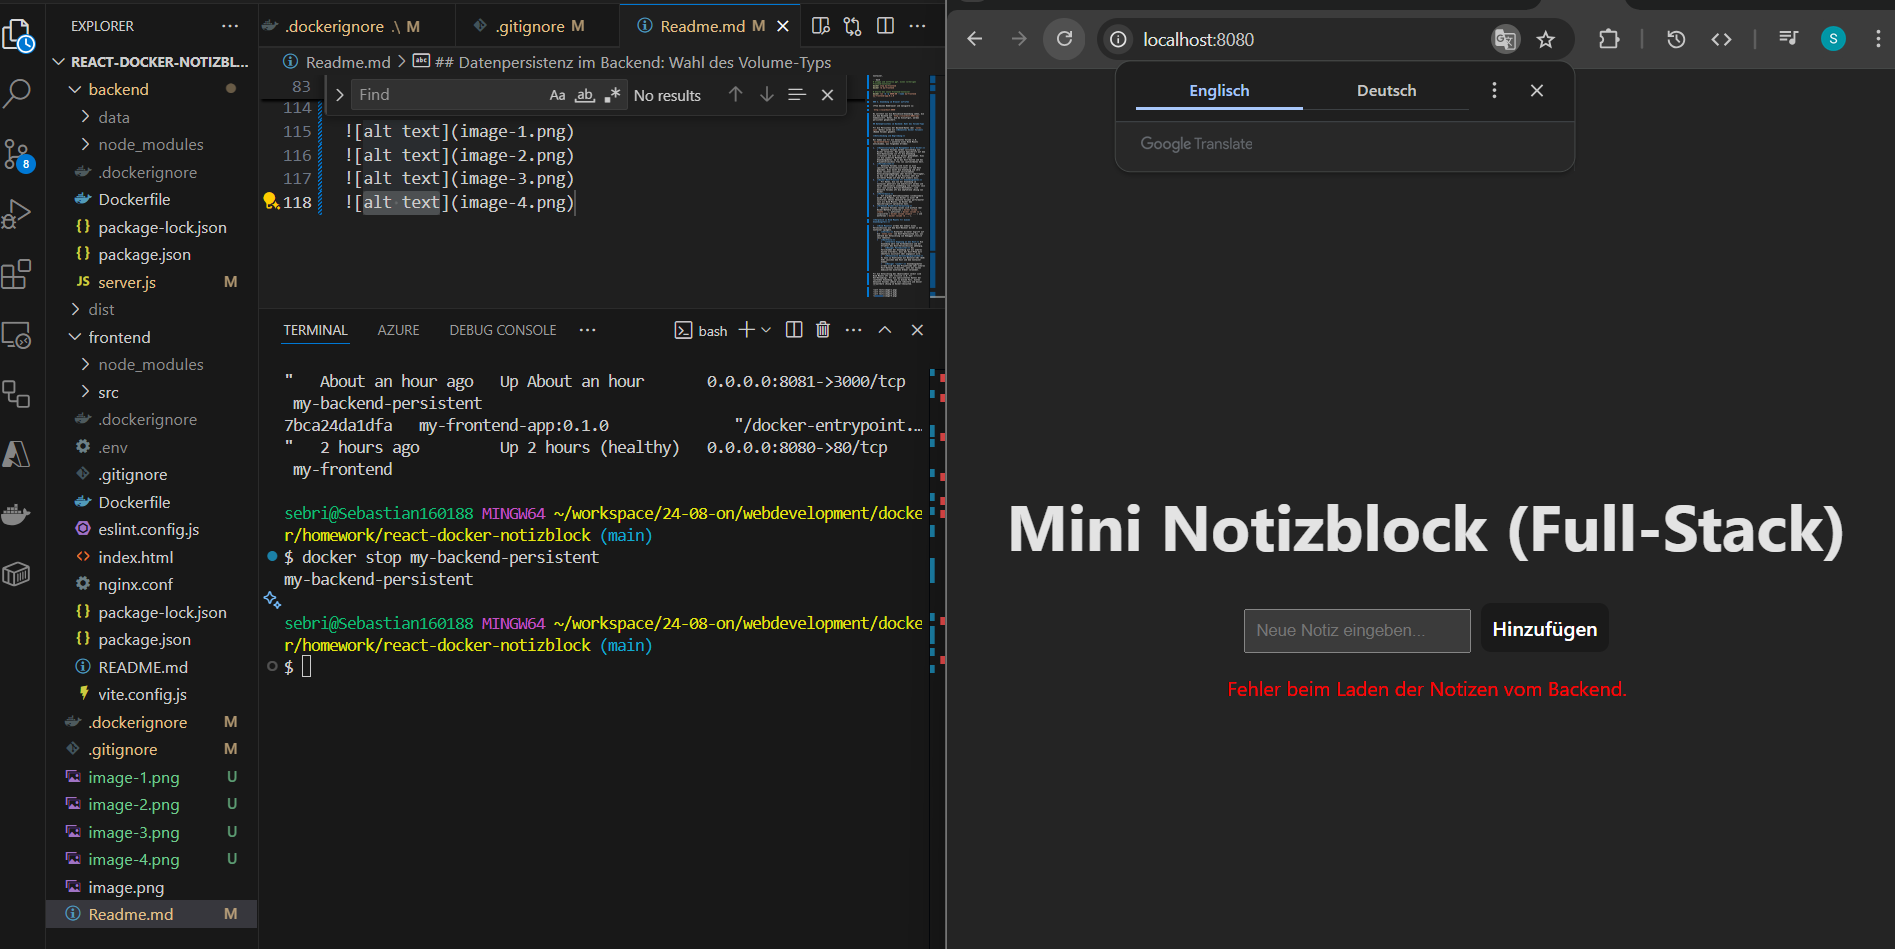 EXPLORER
REACT-DOCKER-NOTIZBL...
backend
data
node_modules
.dockerignore
Dockerfile
package-lock.json
package.json
JS server.js M
dist
frontend
node_modules
src
.dockerignore
.env
.gitignore
Dockerfile
eslint.config.js
index.html
nginx.conf
package-lock.json
package.json
README.md
vite.config.js
.dockerignore M
.gitignore M
image-1.png U
image-2.png U
image-3.png U
image-4.png U
image.png
Readme.md M
8
.dockerignore .\ M
.gitignore M
Readme.md M
Readme.md > ## Datenpersistenz im Backend: Wahl des Volume-Typs
83
Find Aa ab No results
114
115 ![alt text](image-1.png)
116 ![alt text](image-2.png)
117 ![alt text](image-3.png)
118 ![alt text](image-4.png)
TERMINAL AZURE DEBUG CONSOLE bash
" About an hour ago Up About an hour 0.0.0.0:8081->3000/tcp
my-backend-persistent
7bca24da1dfa my-frontend-app:0.1.0 "/docker-entrypoint.…
" 2 hours ago Up 2 hours (healthy) 0.0.0.0:8080->80/tcp
my-frontend
sebri@Sebastian160188 MINGW64 ~/workspace/24-08-on/webdevelopment/docke
r/homework/react-docker-notizblock (main)
$ docker stop my-backend-persistent
my-backend-persistent
sebri@Sebastian160188 MINGW64 ~/workspace/24-08-on/webdevelopment/docke
r/homework/react-docker-notizblock (main)
$
localhost:8080
S
Englisch Deutsch
Google Translate
Mini Notizblock (Full-Stack)
Neue Notiz eingeben... Hinzufügen
Fehler beim Laden der Notizen vom Backend.